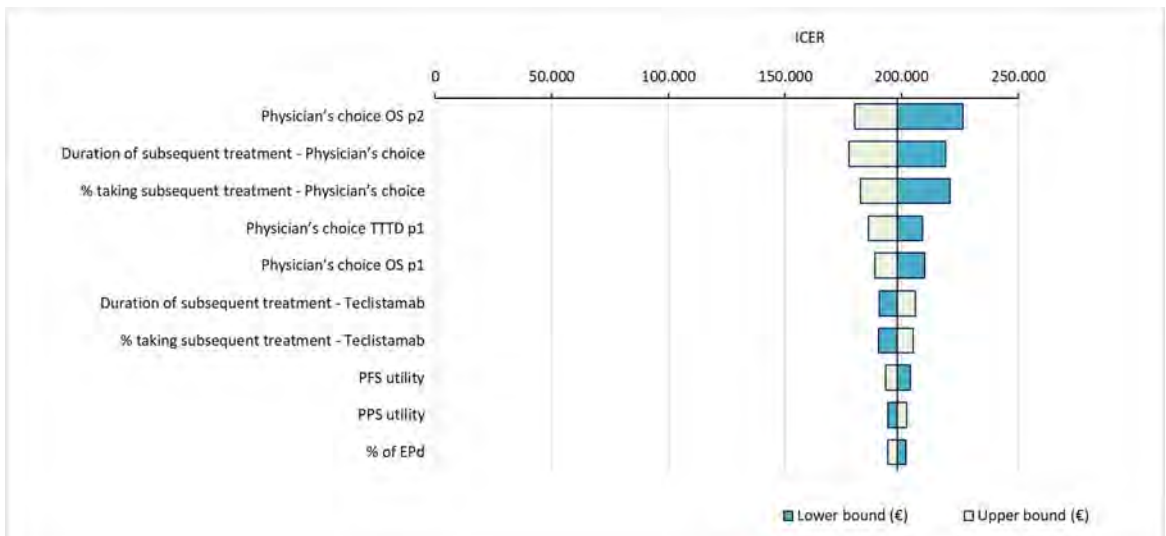 ICER
0 50.000 100.000 150.000 200.000 250.000
Physician’s choice OS p2
Duration of subsequent treatment - Physician’s choice
% taking subsequent treatment - Physician’s choice
Physician’s choice TTTD p1
Physician’s choice OS p1
Duration of subsequent treatment - Teclistamab
% taking subsequent treatment - Teclistamab
PFS utility
PPS utility
% of EPd
Lower bound (€) Upper bound (€)